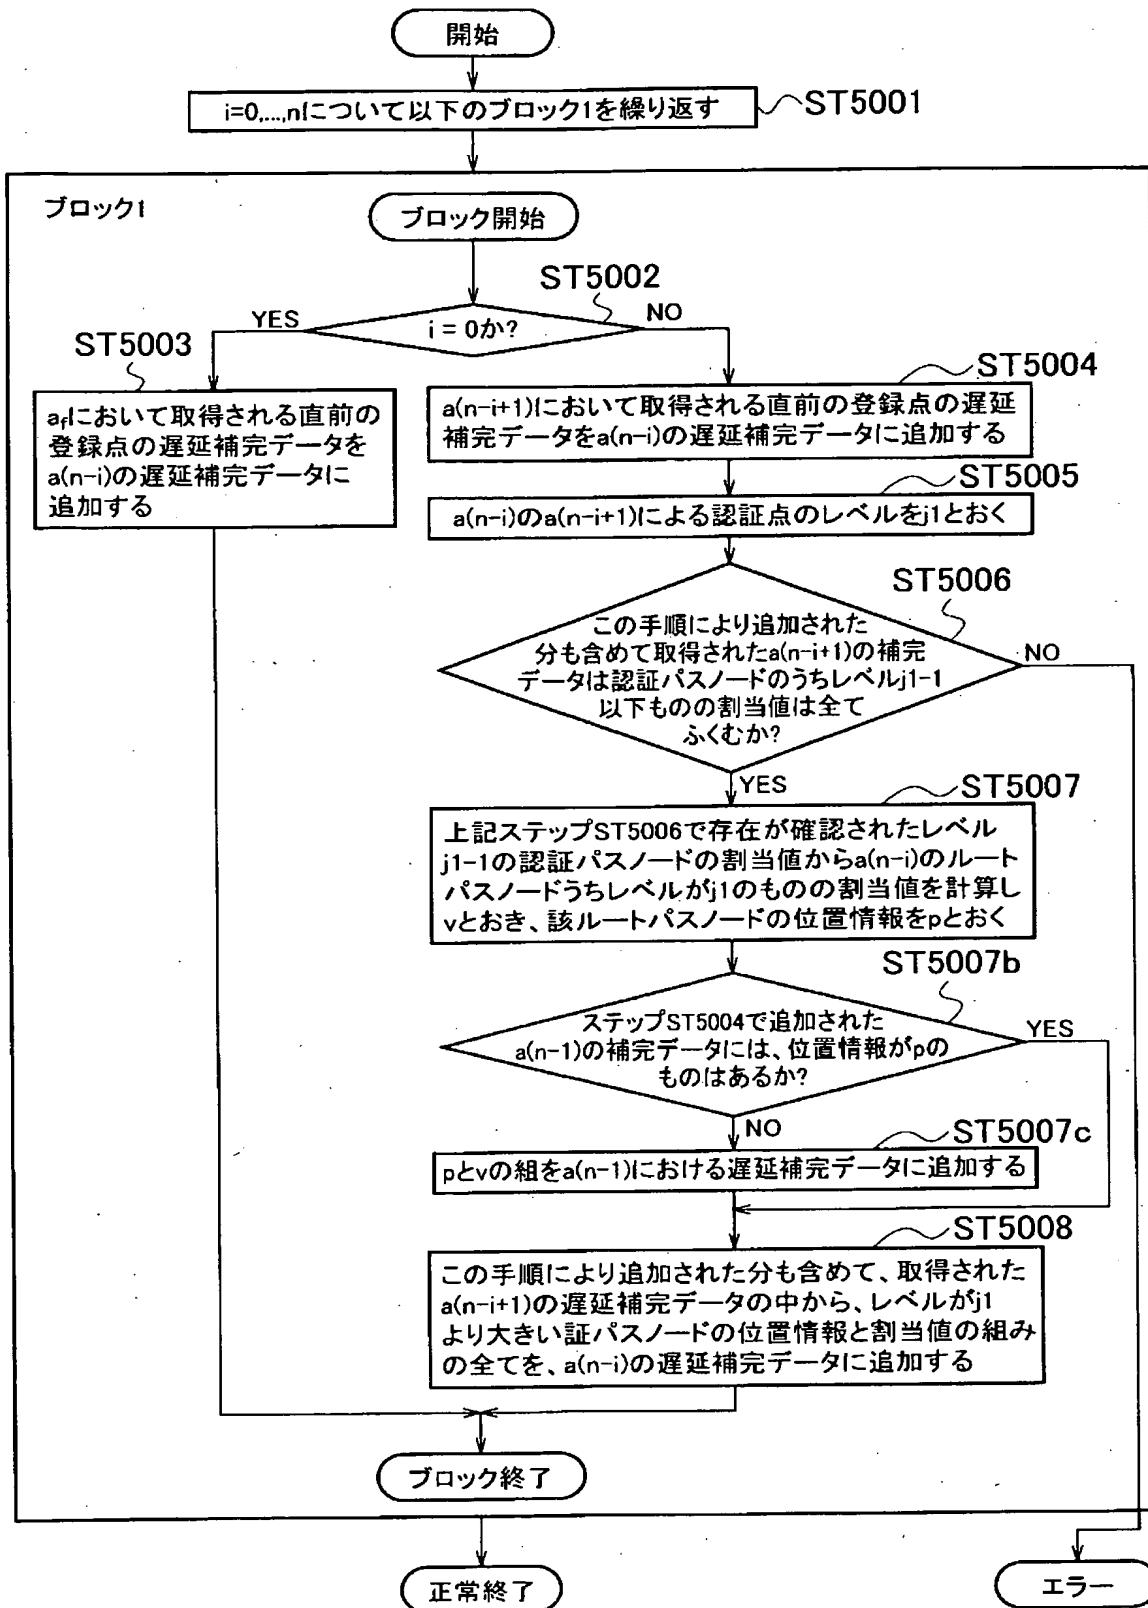 開始
i=0,...,nについて以下のブロック1を繰り返す
ST5001
ブロック1
ブロック開始
ST5002
YES
i = 0か?
NO
ST5003
afにおいて取得される直前の
登録点の遅延補完データを
a(n-i)の遅延補完データに
追加する
ST5004
a(n-i+1)において取得される直前の登録点の遅延
補完データをa(n-i)の遅延補完データに追加する
ST5005
a(n-i)のa(n-i+1)による認証点のレベルをj1とおく
ST5006
この手順により追加された
分も含めて取得されたa(n-i+1)の補完
データは認証パスノードのうちレベルj1-1
以下ものの割当値は全て
ふくむか?
NO
YES
ST5007
上記ステップST5006で存在が確認されたレベル
j1-1の認証パスノードの割当値からa(n-i)のルート
パスノードうちレベルがj1のものの割当値を計算し
vとおき、該ルートパスノードの位置情報をpとおく
ST5007b
ステップST5004で追加された
a(n-1)の補完データには、位置情報がpの
ものはあるか?
YES
NO
ST5007c
pとvの組をa(n-1)における遅延補完データに追加する
ST5008
この手順により追加された分も含めて、取得された
a(n-i+1)の遅延補完データの中から、レベルがj1
より大きい証パスノードの位置情報と割当値の組み
の全てを、a(n-i)の遅延補完データに追加する
ブロック終了
正常終了
エラー